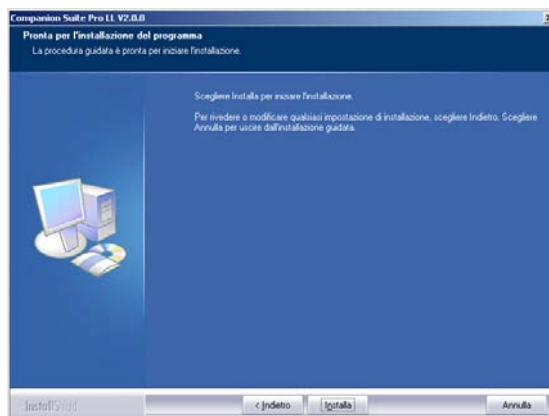 Companion Suite Pro LL V2.0.0
Pronta per l'installazione del programma
La procedura guidata è pronta per iniziare l'installazione.
Scegliere Installa per iniziare l'installazione.
Per rivedere o modificare qualsiasi impostazione di installazione, scegliere Indietro. Scegliere
Annulla per uscire dall'installazione guidata.
InstallShield
< Indietro
Installa
Annulla